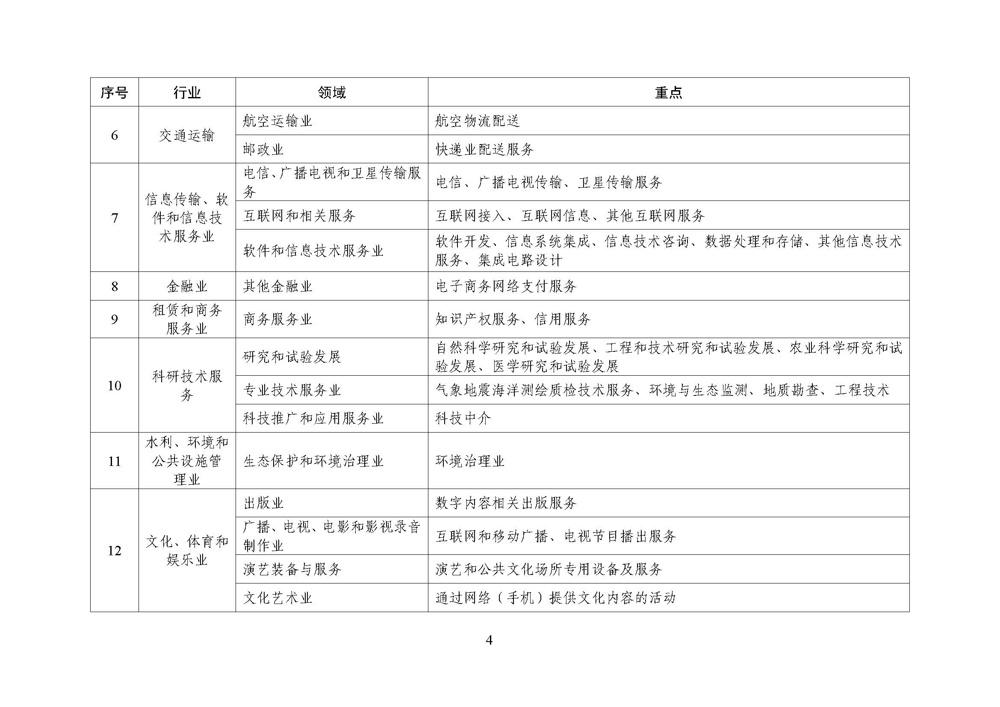 序号 行业 领域 重点
6 交通运输 航空运输业 航空物流配送
邮政业 快递业配送服务
7
信息传输、软
件和信息技
术服务业
电信、广播电视和卫星传输服
务
电信、广播电视传输、卫星传输服务
互联网和相关服务 互联网接入、互联网信息、其他互联网服务
软件和信息技术服务业
软件开发、信息系统集成、信息技术咨询、数据处理和存储、其他信息技术
服务、集成电路设计
8 金融业 其他金融业 电子商务网络支付服务
9
租赁和商务
服务业
商务服务业 知识产权服务、信用服务
10
科研技术服
务
研究和试验发展
自然科学研究和试验发展、工程和技术研究和试验发展、农业科学研究和试
验发展、医学研究和试验发展
专业技术服务业 气象地震海洋测绘质检技术服务、环境与生态监测、地质勘查、工程技术
科技推广和应用服务业 科技中介
11
水利、环境和
公共设施管
理业
生态保护和环境治理业 环境治理业
12
文化、体育和
娱乐业
出版业 数字内容相关出版服务
广播、电视、电影和影视录音
制作业
互联网和移动广播、电视节目播出服务
演艺装备与服务 演艺和公共文化场所专用设备及服务
文化艺术业 通过网络（手机）提供文化内容的活动
4